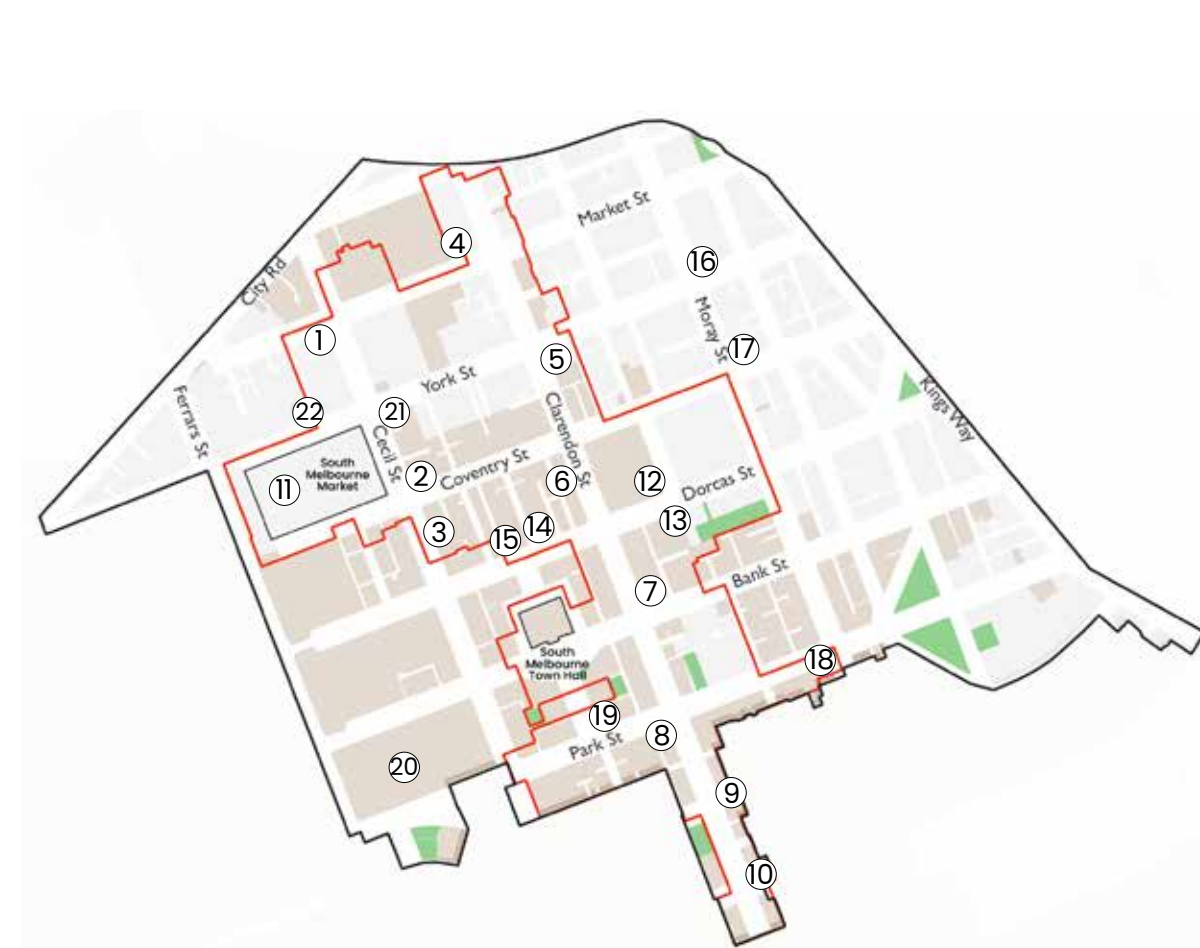 Market St
4
16
City Rd
1
Moray St
17
5
York St
Kings Way
Ferrars St
22
21
Clarendon St
Cecil St
South
Melbourne
Market
11
2
Coventry St
6
12
Dorcas St
3
15
14
13
Bank St
7
South
Melbourne
Town Hall
18
19
Park St
8
20
9
10